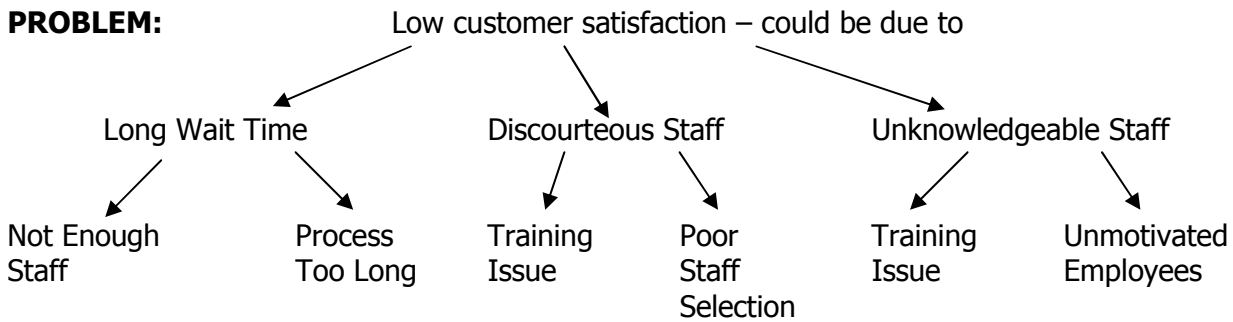 PROBLEM: Low customer satisfaction – could be due to
Long Wait Time Discourteous Staff Unknowledgeable Staff
Not Enough Process Training Poor Training Unmotivated
Staff Too Long Issue Staff Issue Employees
Selection